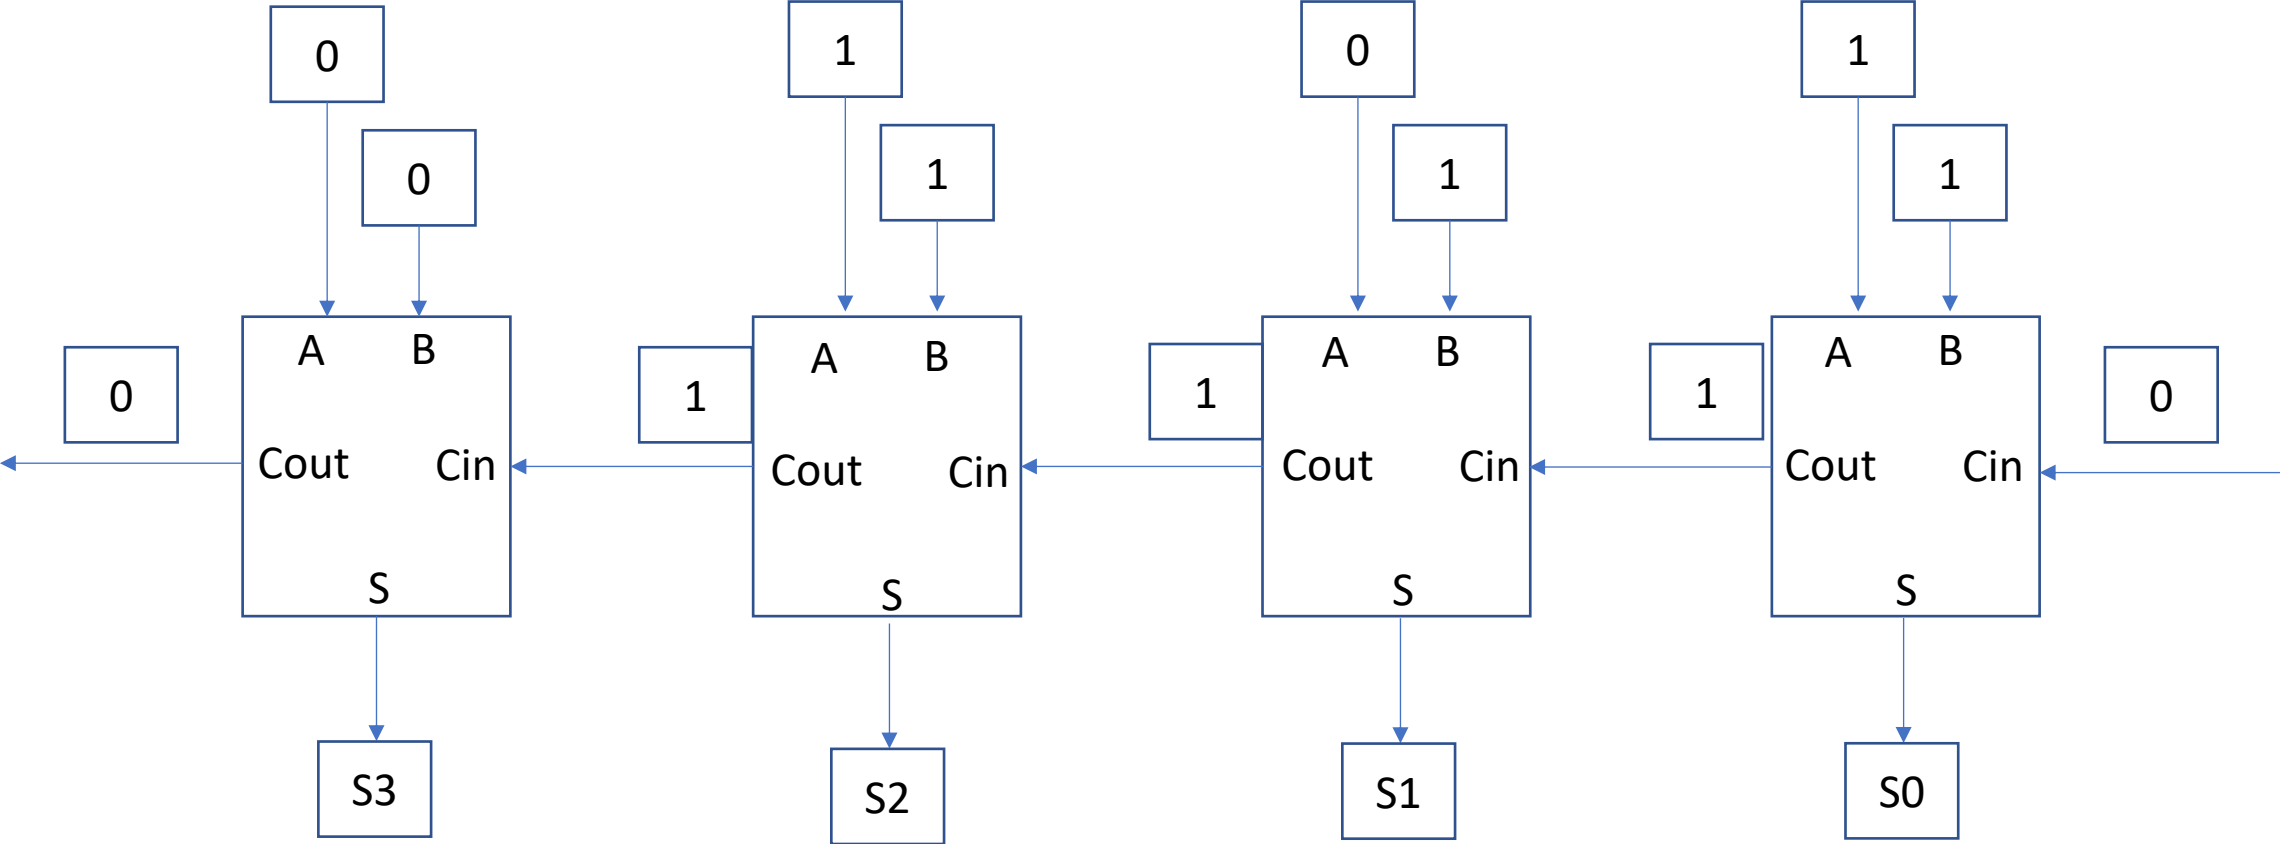 0 1 0 1
0 1 1 1
A B A B A B A B
0 1 1 1 0
Cout Cin Cout Cin Cout Cin Cout Cin
S S S S
S3 S2 S1 S0